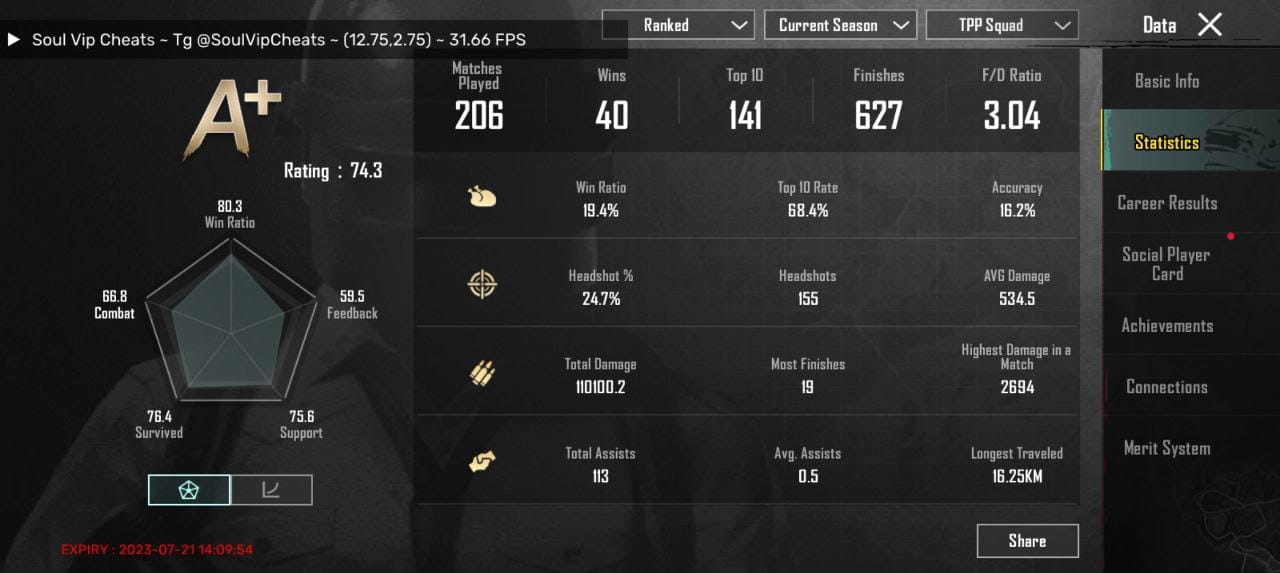 Soul Vip Cheats ~ Tg @SoulVipCheats ~ (12.75,2.75) ~ 31.66 FPS
Ranked
Current Season
TPP Squad
Data
A+
Rating : 74.3
80.3
Win Ratio
66.8
Combat
59.5
Feedback
76.4
Survived
75.6
Support
EXPIRY : 2023-07-21 14:09:54
Matches
Played
206
Wins
40
Top 10
141
Finishes
627
F/D Ratio
3.04
Win Ratio
19.4%
Top 10 Rate
68.4%
Accuracy
16.2%
Headshot %
24.7%
Headshots
155
AVG Damage
534.5
Total Damage
110100.2
Most Finishes
19
Highest Damage in a
Match
2694
Total Assists
113
Avg. Assists
0.5
Longest Traveled
16.25KM
Share
Basic Info
Statistics
Career Results
Social Player
Card
Achievements
Connections
Merit System